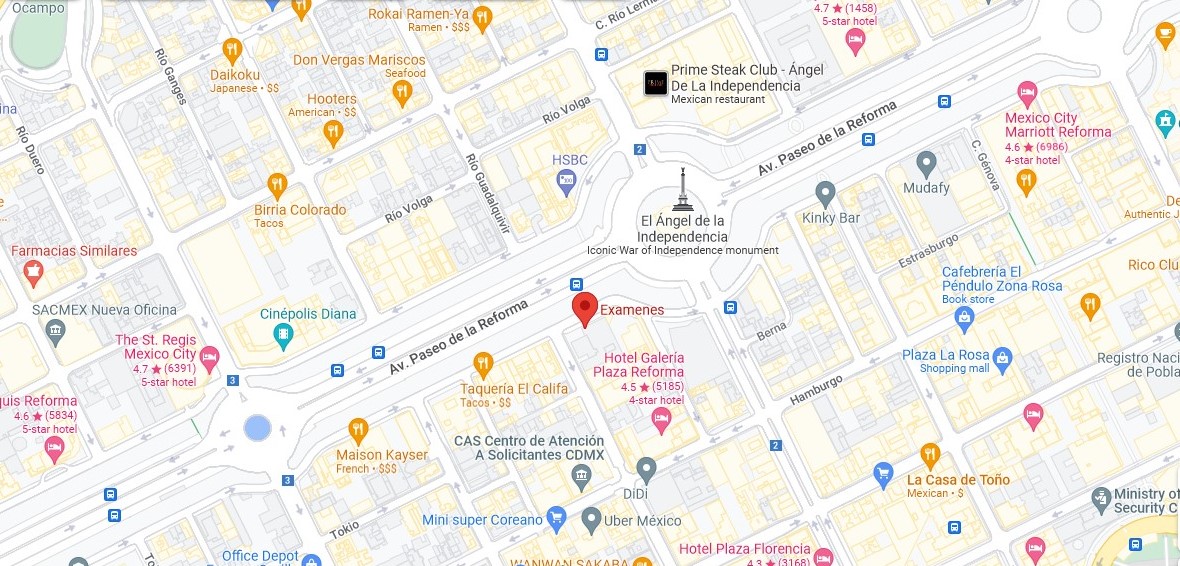 Ocampo
Rokai Ramen-Ya
Ramen • $$$
C. Río Lerma
4.7 ★ (1458)
5-star hotel
Río Ganges
Daikoku
Japanese • $$
Don Vergas Mariscos
Seafood
Hooters
American • $$
Río Volga
Prime Steak Club - Ángel
De La Independencia
Mexican restaurant
Av. Paseo de la Reforma
Mexico City
Marriott Reforma
4.6 ★ (6986)
4-star hotel
Río Duero
HSBC
2
Río Guadalquivir
C. Génova
Mudafy
Kinky Bar
Birria Colorado
Tacos
Río Volga
El Ángel de la
Independencia
Iconic War of Independence monument
Authentic J
Farmacias Similares
Estrasburgo
Rico Clu
Cafebrería El
Péndulo Zona Rosa
Book store
SACMEX Nueva Oficina
Cinépolis Diana
Av. Paseo de la Reforma
Examenes
Berna
The St. Regis
Mexico City
4.7 ★ (6391)
5-star hotel
Hotel Galería
Plaza Reforma
4.5 ★ (5185)
4-star hotel
Plaza La Rosa
Shopping mall
Registro Naci
de Pobla
3
Taquería El Califa
Tacos • $$
Hamburgo
quis Reforma
4.6 ★ (5834)
5-star hotel
Maison Kayser
French • $$$
CAS Centro de Atención
A Solicitantes CDMX
2
3
DiDi
La Casa de Toño
Mexican • $
Ministry of
Security C
Tokio
Mini super Coreano
Uber México
Office Depot
WANWAN SAKABA
Hotel Plaza Florencia
4.3 ★ (3168)